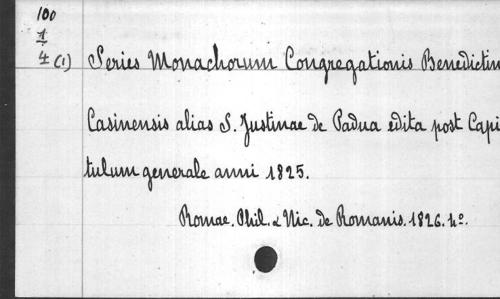 100
1
4 (1) Series Monachorum Congregationis Benedictin
Casinensis alias S. Justinae de Padua edita post Capi
tulum generale anni 1825.
Romae. Phil. & Nic. de Romanis. 1826. 4º.